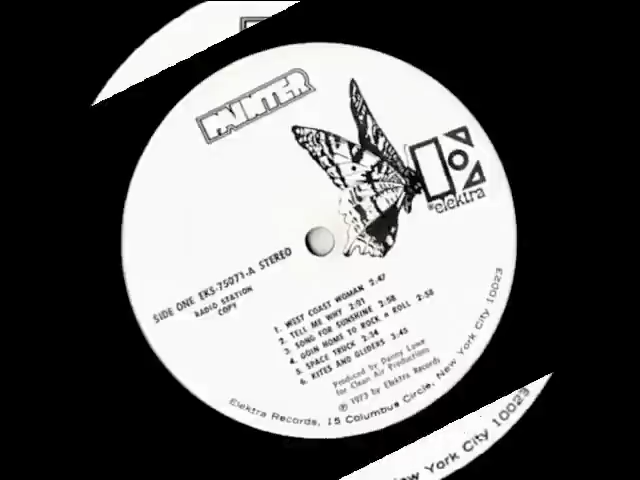 PAINTER
elektra
SIDE ONE EKS-75071-A STEREO
RADIO STATION
COPY
1. WEST COAST WOMAN 2:47
2. TELL ME WHY 2:01
3. SONG FOR SUNSHINE 2:58
4. GOIN HOME TO ROCK n ROLL 2:58
5. SPACE TRUCK 2:34
6. KITES AND GLIDERS 3:45
Produced by Danny Lowe
for Clean Air Productions
℗ 1973 by Elektra Records
Elektra Records, 15 Columbus Circle, New York City 10023
New York City 10023